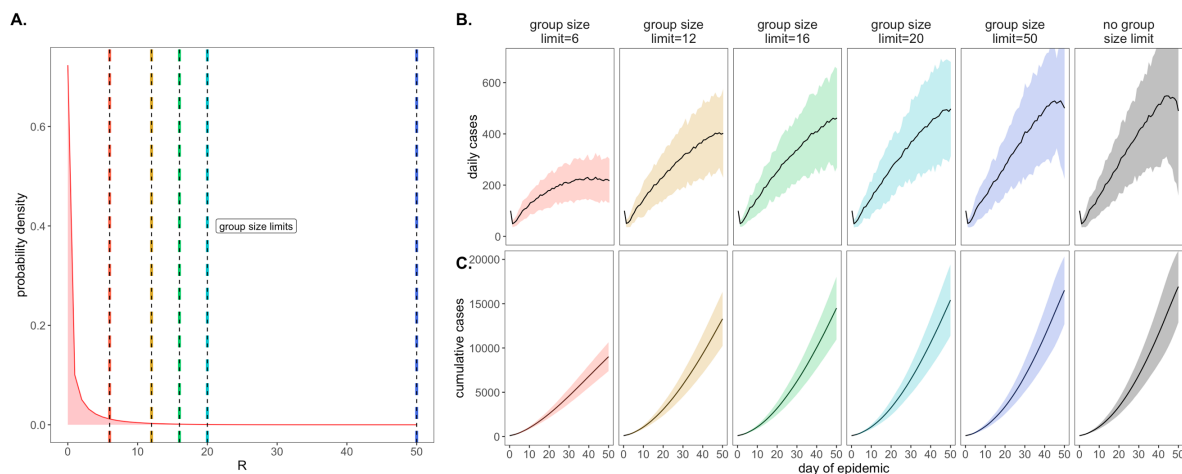 A.
probability density
0.6
0.4
0.2
0.0
0 10 20 30 40 50
R
group size limits
B.
group size limit=6
group size limit=12
group size limit=16
group size limit=20
group size limit=50
no group size limit
daily cases
600
400
200
0
C.
cumulative cases
20000
15000
10000
5000
0
0 10 20 30 40 50
0 10 20 30 40 50
0 10 20 30 40 50
0 10 20 30 40 50
0 10 20 30 40 50
0 10 20 30 40 50
day of epidemic